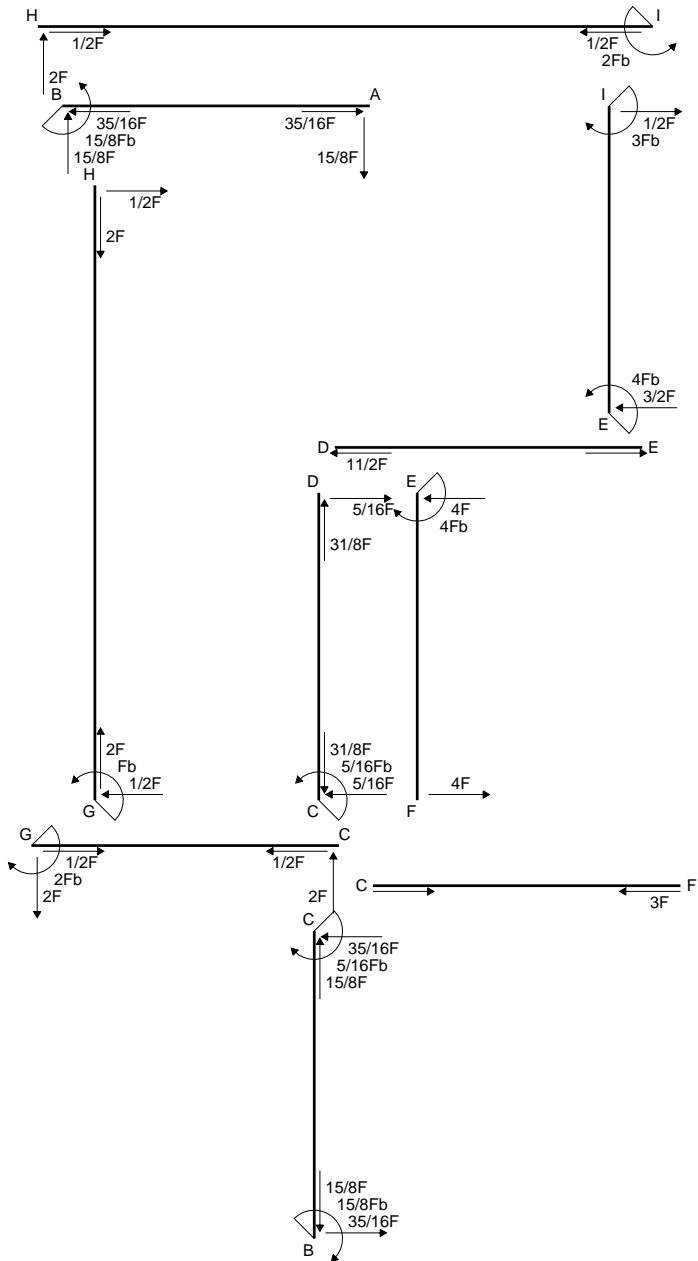 H
I
1/2F
1/2F
2Fb
2F
B
A
35/16F
35/16F
15/8Fb
15/8F
15/8F
I
1/2F
3Fb
H
1/2F
2F
4Fb
3/2F
E
D
E
11/2F
D
E
5/16F
4F
4Fb
31/8F
2F
Fb
1/2F
G
31/8F
5/16Fb
5/16F
C
4F
F
G
C
1/2F
1/2F
2Fb
2F
2F
C
F
3F
C
35/16F
5/16Fb
15/8F
15/8F
15/8Fb
35/16F
B